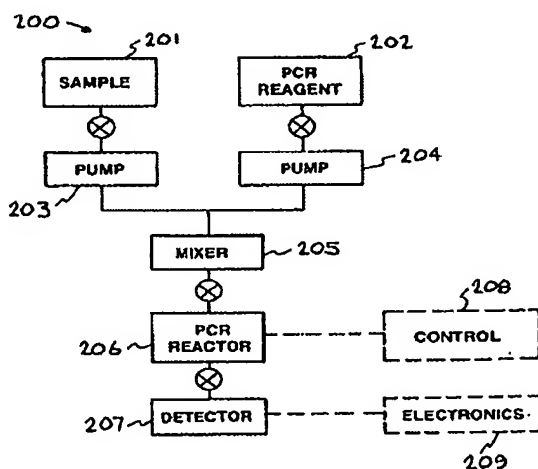 200
201
202
SAMPLE
PCR
REAGENT
PUMP
PUMP
203
204
MIXER
205
208
PCR
REACTOR
206
CONTROL
207
DETECTOR
ELECTRONICS
209